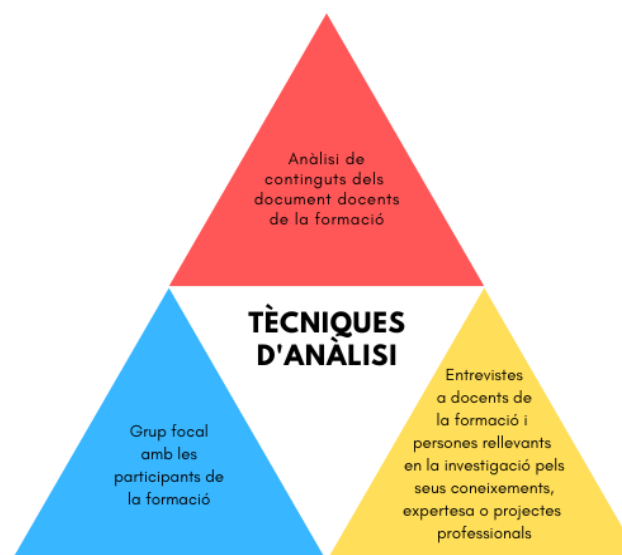 Anàlisi de
continguts dels
document docents
de la formació
TÈCNIQUES
D'ANÀLISI
Grup focal
amb les
participants de
la formació
Entrevistes
a docents de
la formació i
persones rellevants
en la investigació pels
seus coneixements,
expertesa o projectes
professionals